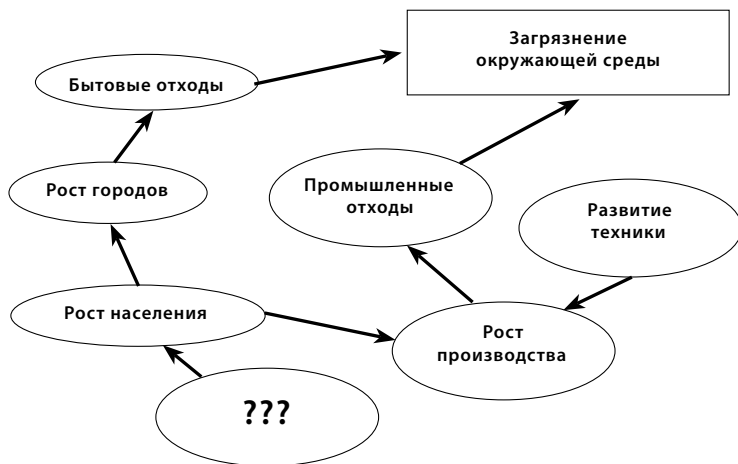 Загрязнение
окружающей среды
Бытовые отходы
Рост городов
Промышленные
отходы
Развитие
техники
Рост населения
Рост
производства
???